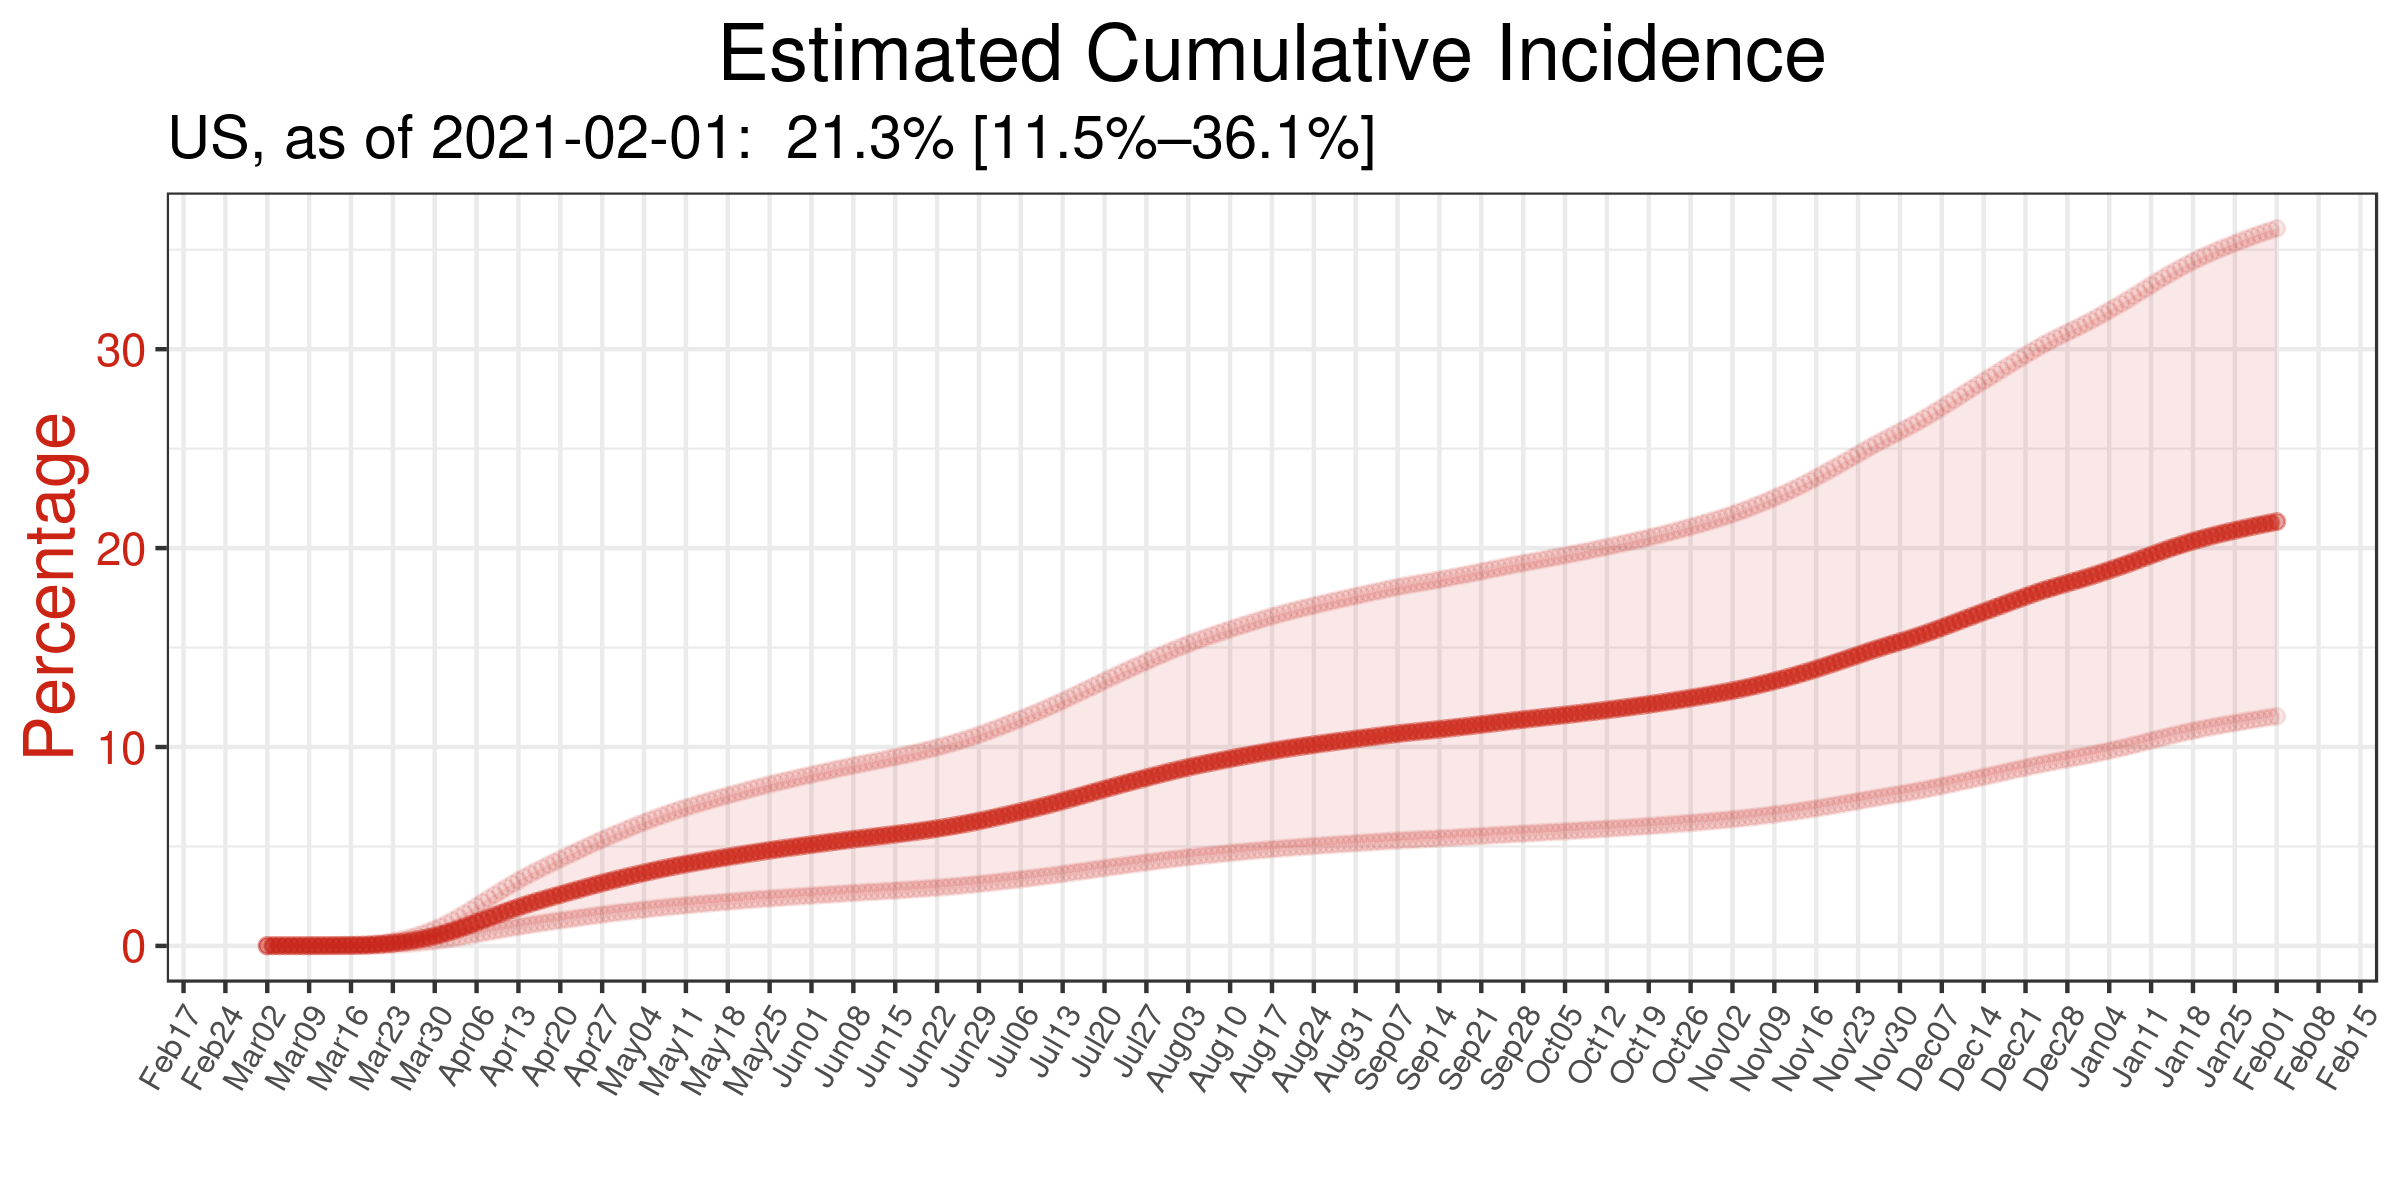 Estimated Cumulative Incidence
US, as of 2021-02-01:  21.3% [11.5%–36.1%]
Percentage
30
20
10
0
Feb17
Feb24
Mar02
Mar09
Mar16
Mar23
Mar30
Apr06
Apr13
Apr20
Apr27
May04
May11
May18
May25
Jun01
Jun08
Jun15
Jun22
Jun29
Jul06
Jul13
Jul20
Jul27
Aug03
Aug10
Aug17
Aug24
Aug31
Sep07
Sep14
Sep21
Sep28
Oct05
Oct12
Oct19
Oct26
Nov02
Nov09
Nov16
Nov23
Nov30
Dec07
Dec14
Dec21
Dec28
Jan04
Jan11
Jan18
Jan25
Feb01
Feb08
Feb15